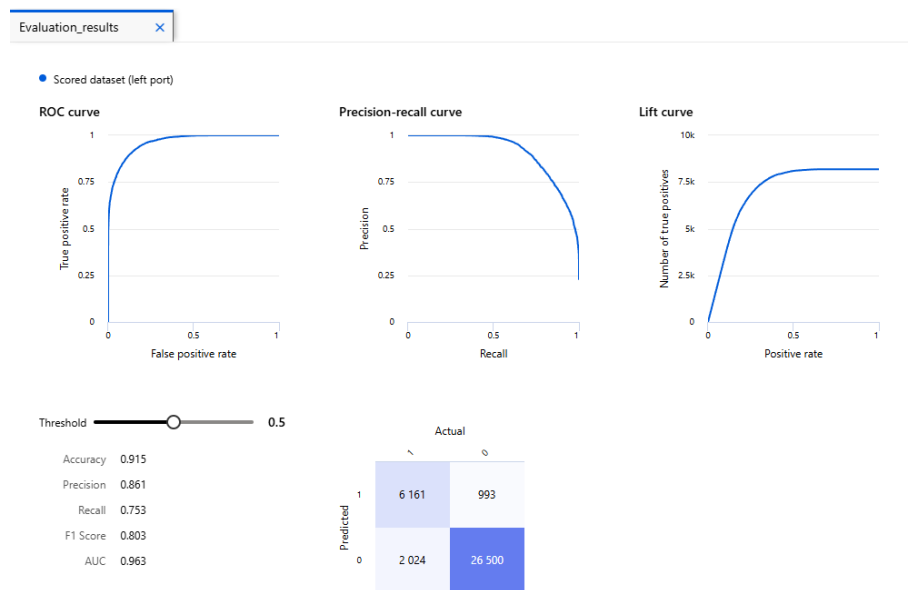 Evaluation_results ×
Scored dataset (left port)
ROC curve
1
0.75
0.5
0.25
0
True positive rate
0 0.5 1
False positive rate
Precision-recall curve
1
0.75
0.5
0.25
0
Precision
0 0.5 1
Recall
Lift curve
10k
7.5k
5k
2.5k
0
Number of true positives
0 0.5 1
Positive rate
Threshold 0.5
Accuracy 0.915
Precision 0.861
Recall 0.753
F1 Score 0.803
AUC 0.963
Actual
1 0
Predicted
1 6 161 993
0 2 024 26 500